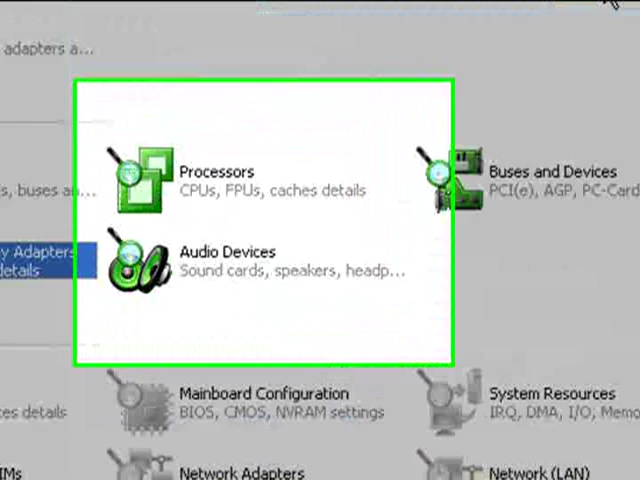 adapters a...
Processors
CPUs, FPUs, caches details
Buses and Devices
PCI(e), AGP, PC-Card
s, buses an...
y Adapters
details
Audio Devices
Sound cards, speakers, headp...
Mainboard Configuration
BIOS, CMOS, NVRAM settings
System Resources
IRQ, DMA, I/O, Memo
es details
IMs
Network Adapters
Network (LAN)